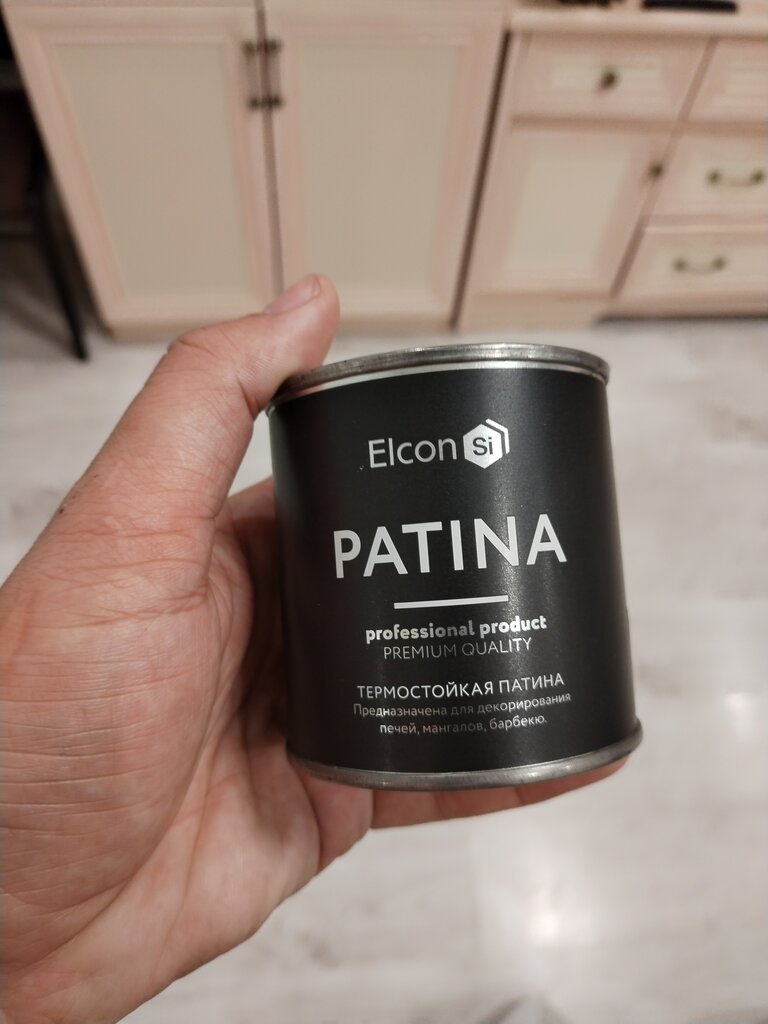 Elcon Si
PATINA
professional product
PREMIUM QUALITY
ТЕРМОСТОЙКАЯ ПАТИНА
Предназначена для декорирования
печей, мангалов, барбекю.